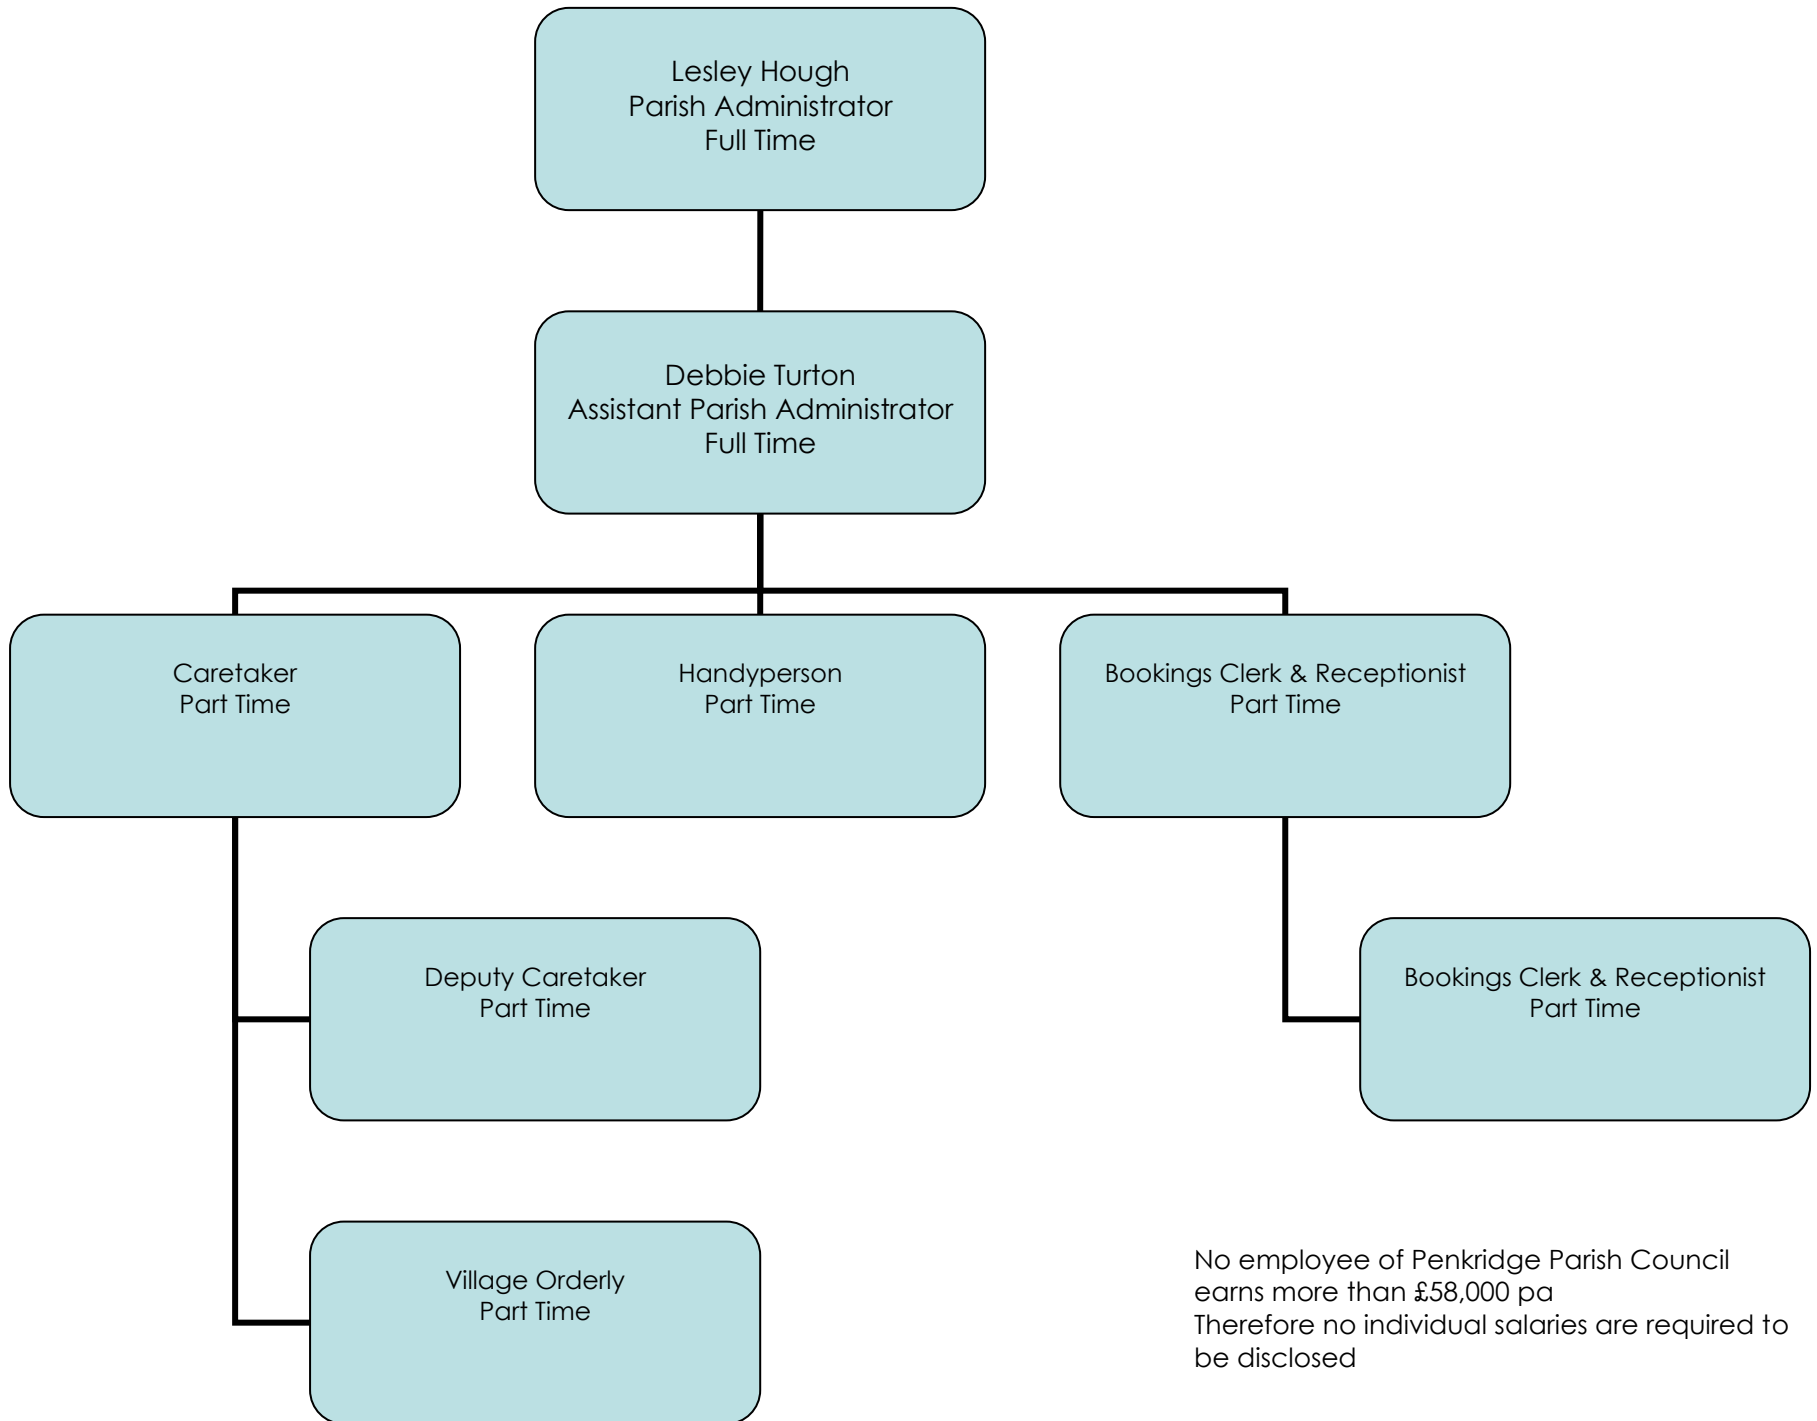 Lesley Hough
Parish Administrator
Full Time
Debbie Turton
Assistant Parish Administrator
Full Time
Caretaker
Part Time
Handyperson
Part Time
Bookings Clerk & Receptionist
Part Time
Deputy Caretaker
Part Time
Bookings Clerk & Receptionist
Part Time
Village Orderly
Part Time
No employee of Penkridge Parish Council
earns more than £58,000 pa
Therefore no individual salaries are required to
be disclosed